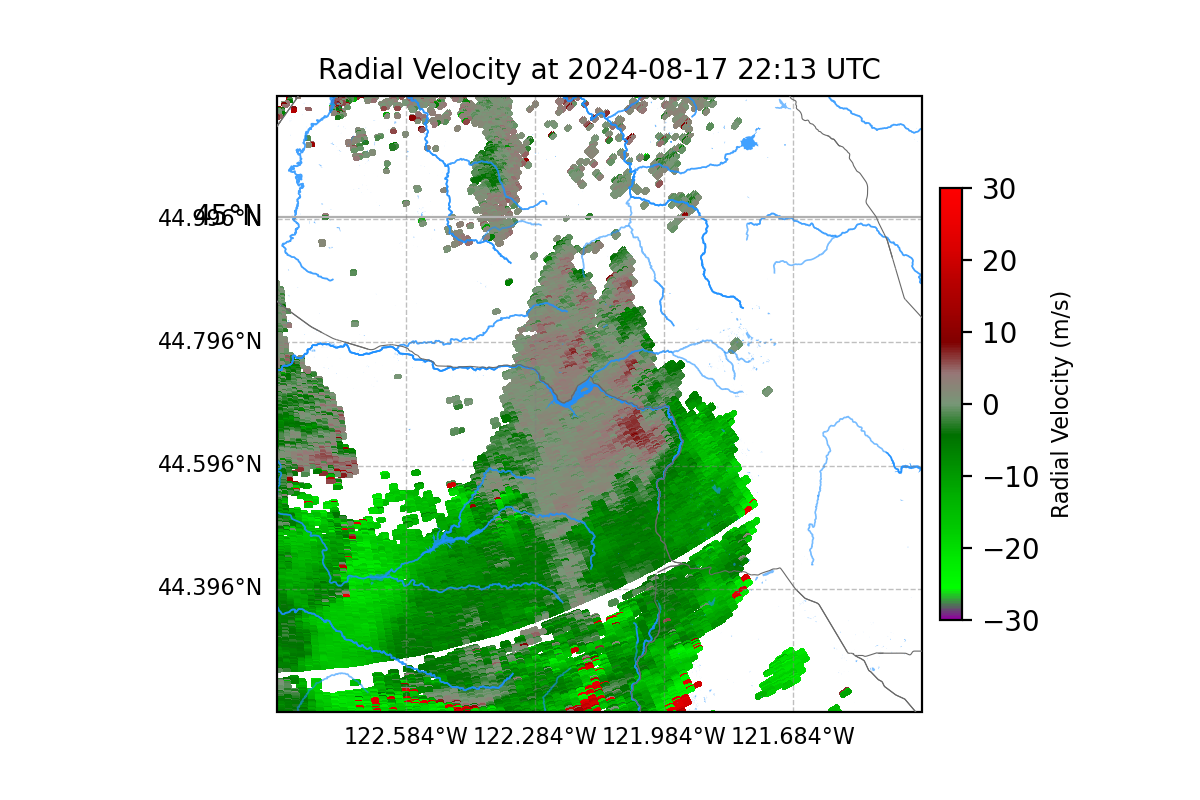 Radial Velocity at 2024-08-17 22:13 UTC
45°N
44.996°N
44.796°N
44.596°N
44.396°N
122.584°W 122.284°W 121.984°W 121.684°W
30
20
10
0
−10
−20
−30
Radial Velocity (m/s)